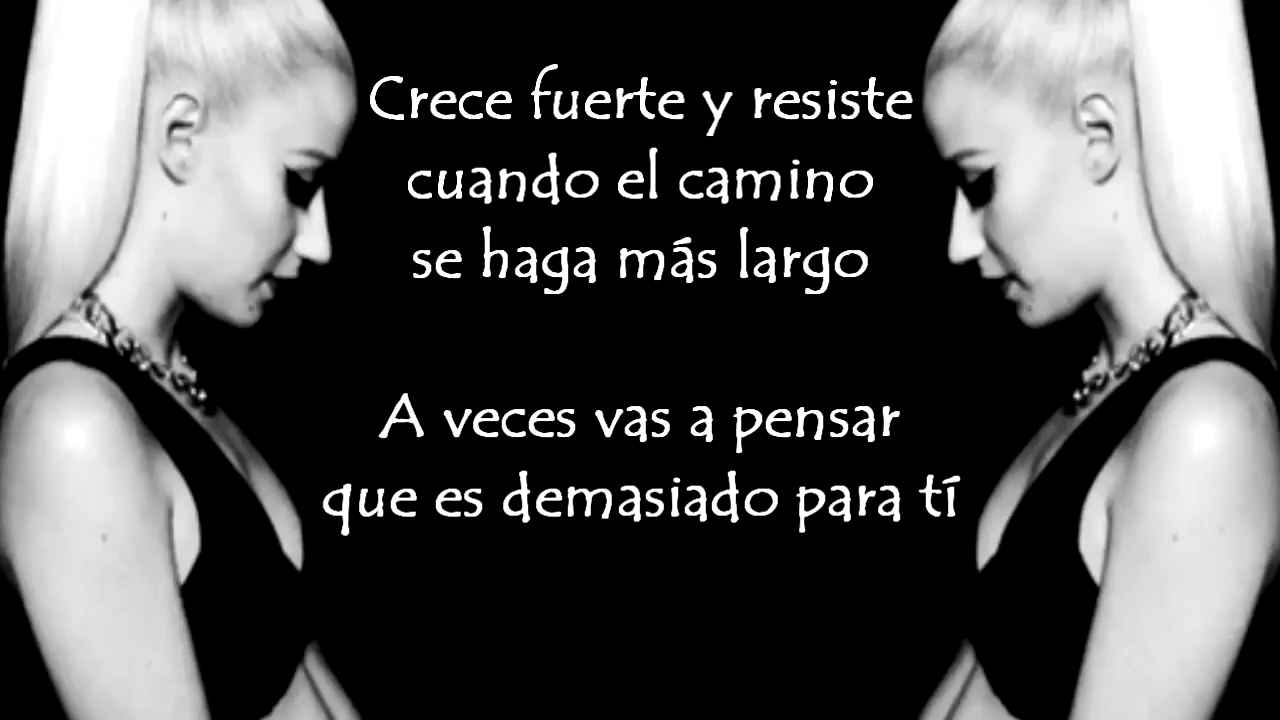 Crece fuerte y resiste
cuando el camino
se haga más largo
A veces vas a pensar
que es demasiado para tí